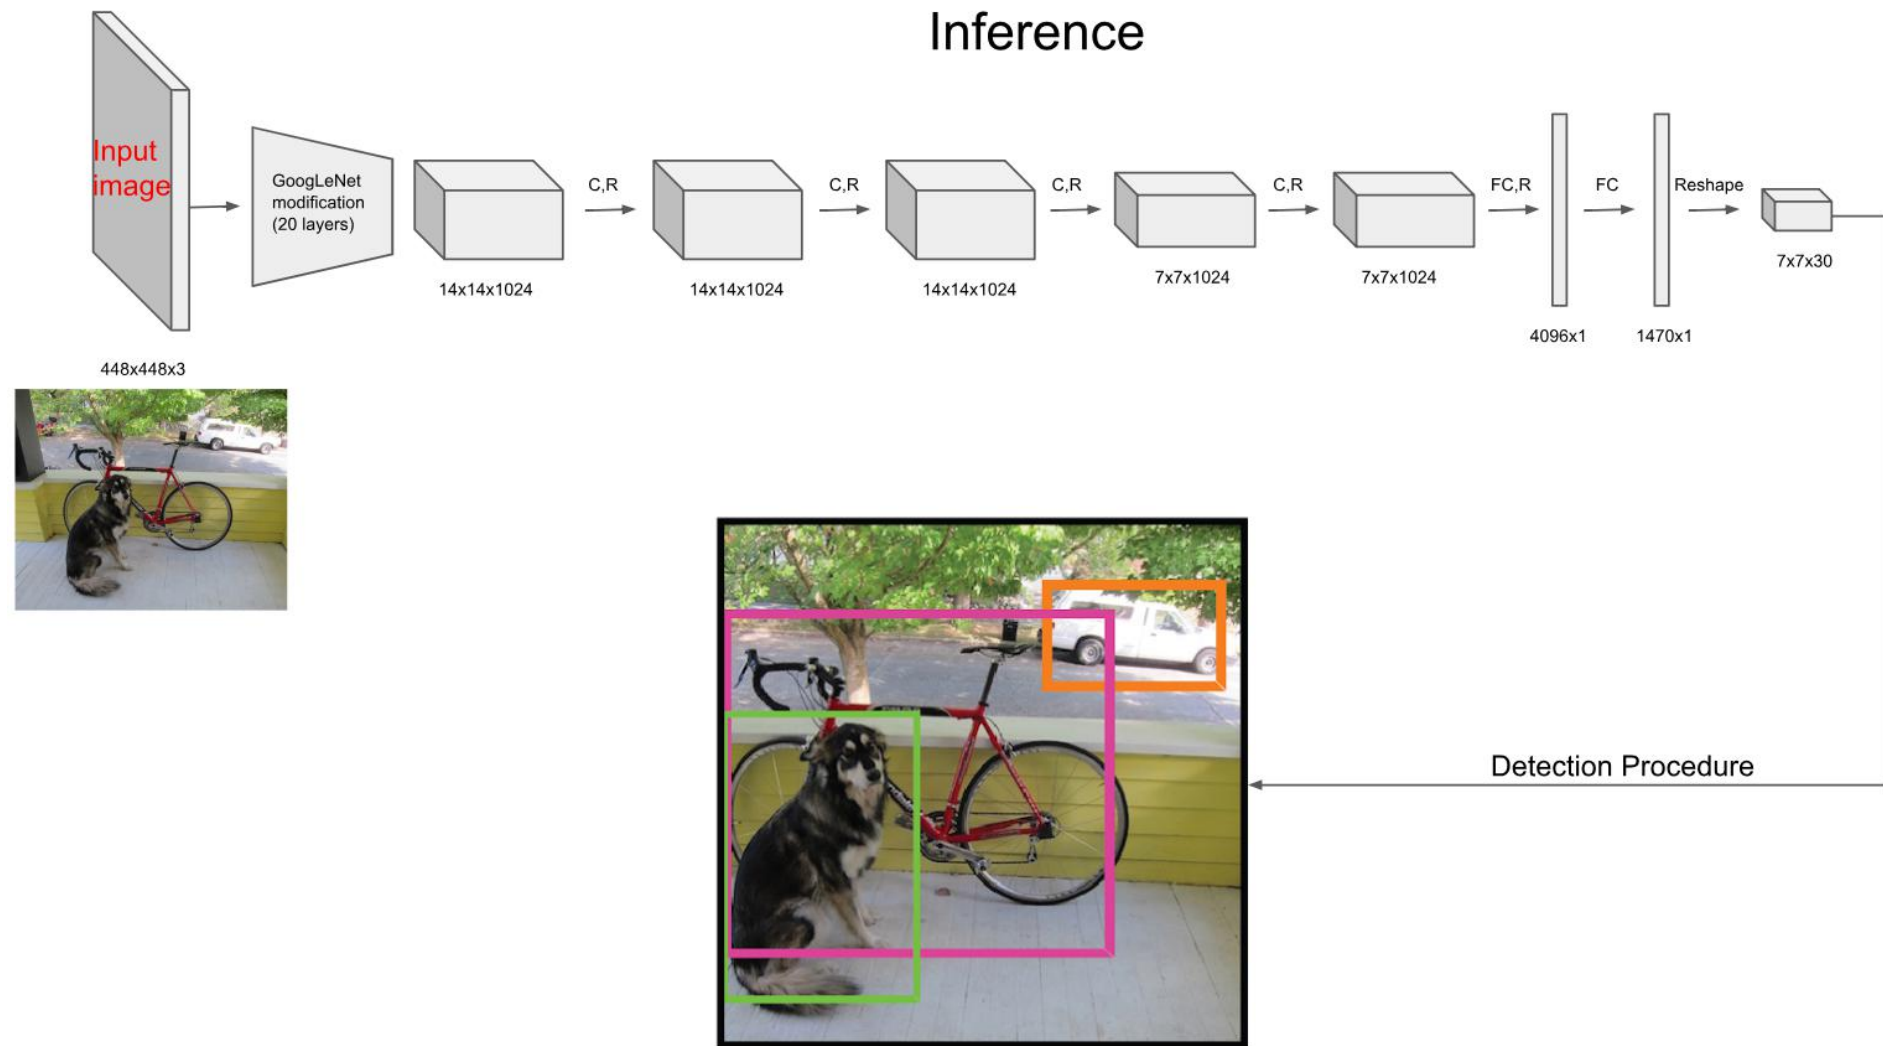 Inference
Input
image
GoogLeNet
modification
(20 layers)
C,R
C,R
C,R
C,R
FC,R
FC
Reshape
448x448x3
14x14x1024
14x14x1024
14x14x1024
7x7x1024
7x7x1024
4096x1
1470x1
7x7x30
Detection Procedure